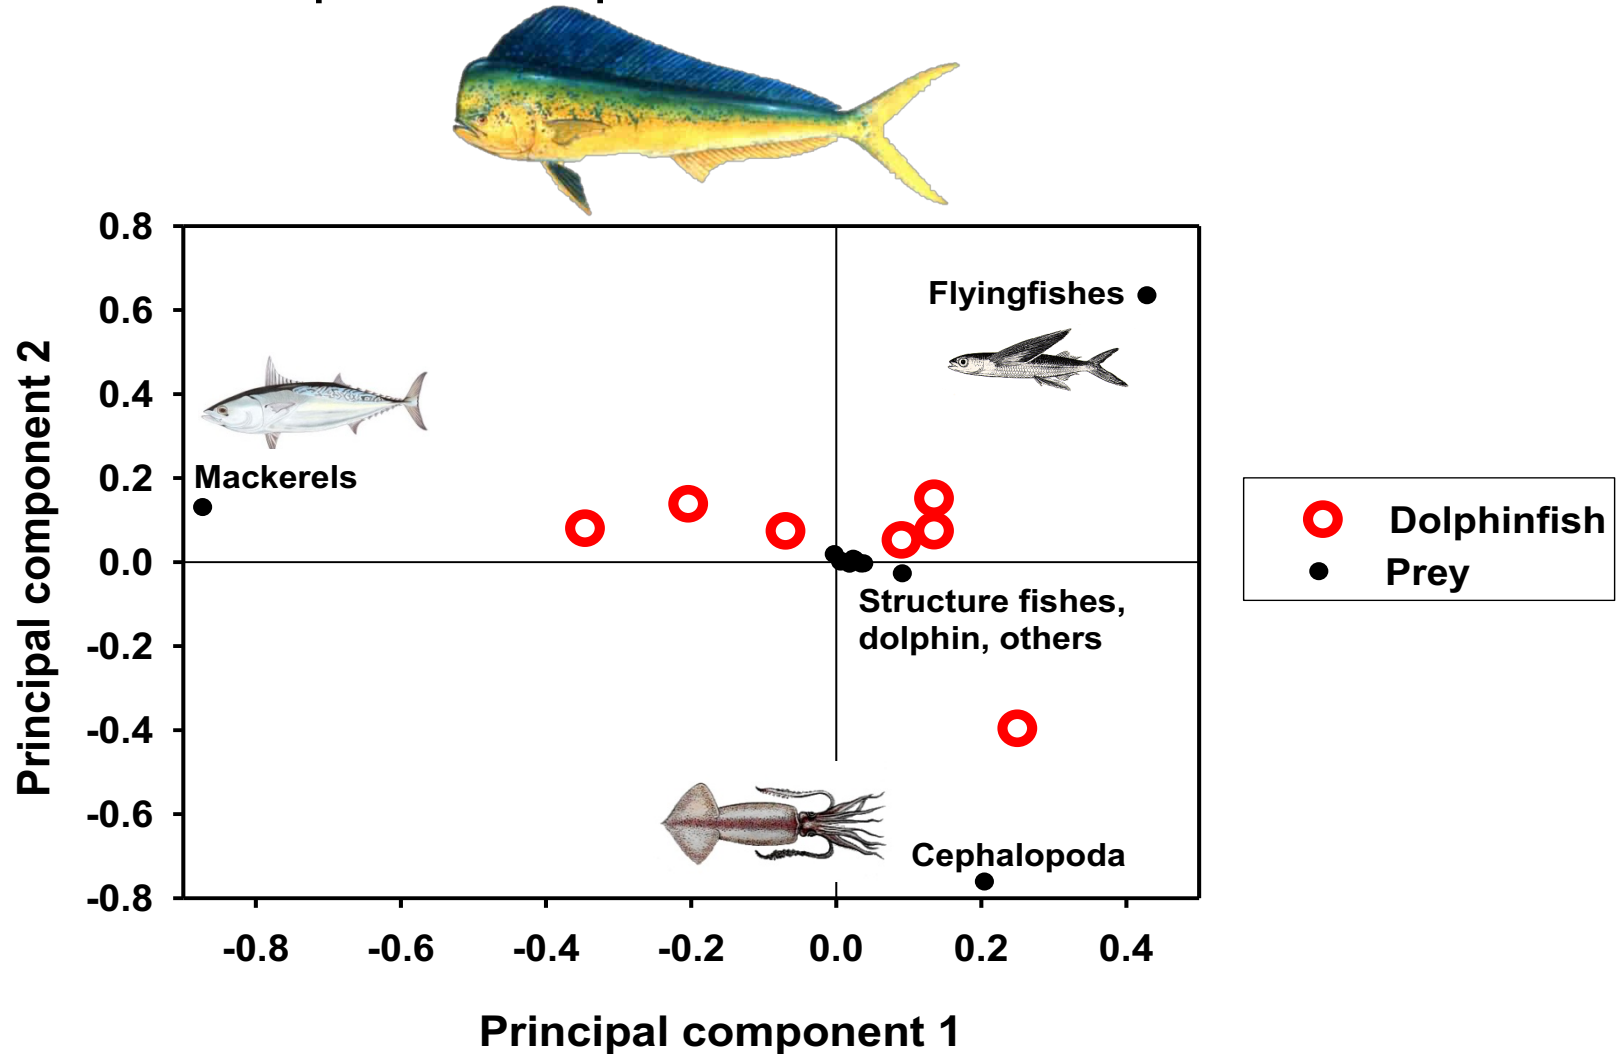 0.8
Flyingfishes
0.6
0.4
Mackerels
0.2
Dolphinfish
0.0
Prey
Structure fishes,
dolphin, others
-0.2
-0.4
-0.6
Cephalopoda
-0.8
Principal component 2
-0.8 -0.6 -0.4 -0.2 0.0 0.2 0.4
Principal component 1